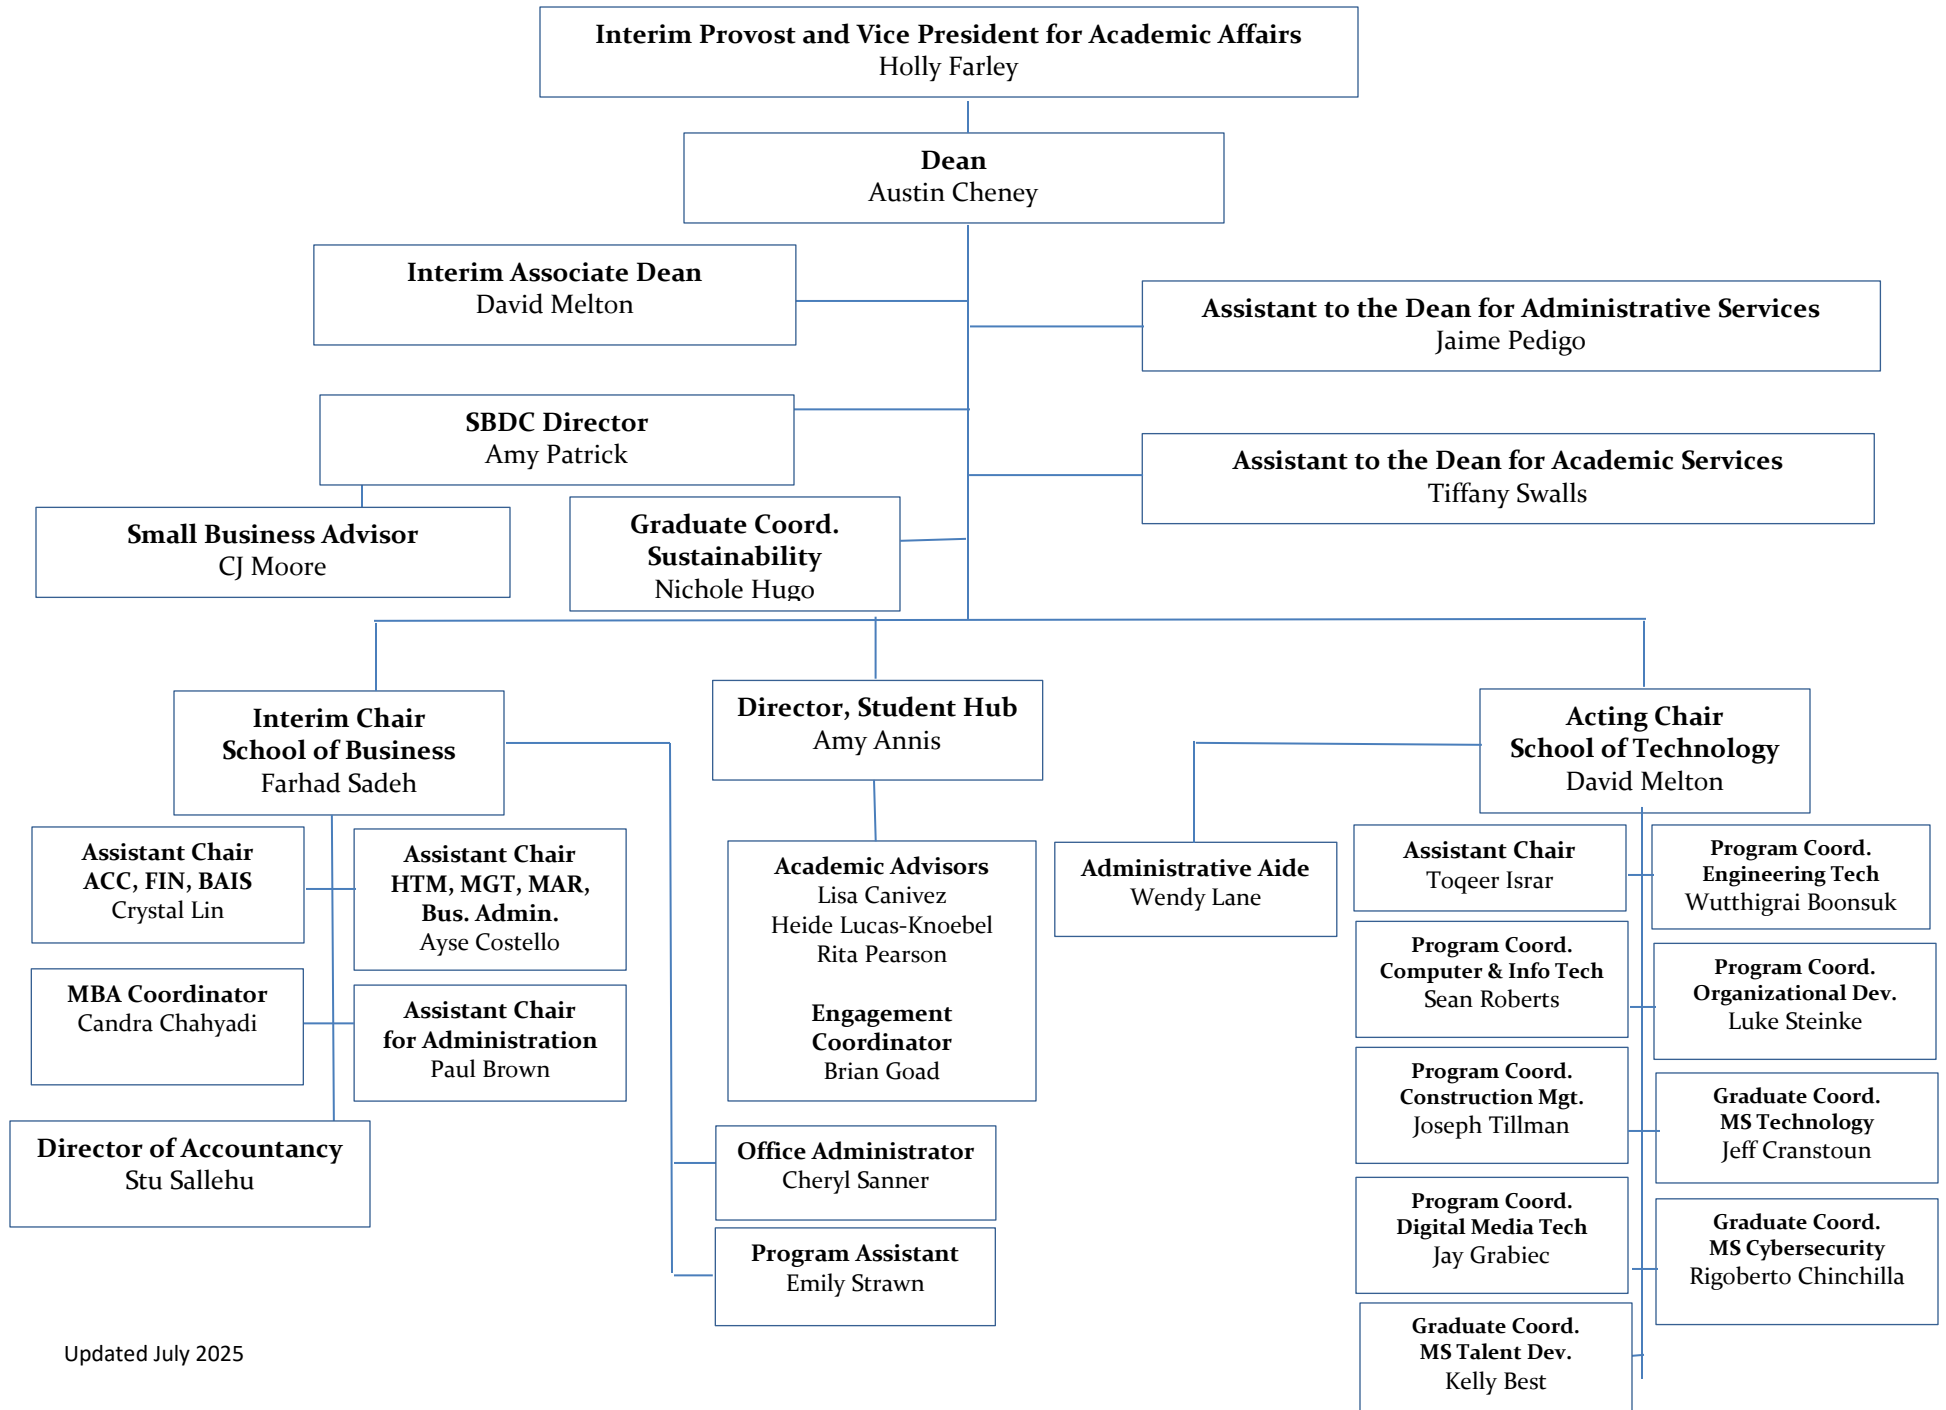 Interim Provost and Vice President for Academic Affairs
Holly Farley
Dean
Austin Cheney
Interim Associate Dean
David Melton
Assistant to the Dean for Administrative Services
Jaime Pedigo
SBDC Director
Amy Patrick
Assistant to the Dean for Academic Services
Tiffany Swalls
Small Business Advisor
CJ Moore
Graduate Coord.
Sustainability
Nichole Hugo
Interim Chair
School of Business
Farhad Sadeh
Director, Student Hub
Amy Annis
Acting Chair
School of Technology
David Melton
Assistant Chair
ACC, FIN, BAIS
Crystal Lin
Assistant Chair
HTM, MGT, MAR,
Bus. Admin.
Ayse Costello
MBA Coordinator
Candra Chahyadi
Assistant Chair
for Administration
Paul Brown
Director of Accountancy
Stu Sallehu
Academic Advisors
Lisa Canivez
Heide Lucas-Knoebel
Rita Pearson
Engagement
Coordinator
Brian Goad
Office Administrator
Cheryl Sanner
Program Assistant
Emily Strawn
Administrative Aide
Wendy Lane
Assistant Chair
Toqeer Israr
Program Coord.
Engineering Tech
Wutthigrai Boonsuk
Program Coord.
Computer & Info Tech
Sean Roberts
Program Coord.
Organizational Dev.
Luke Steinke
Program Coord.
Construction Mgt.
Joseph Tillman
Graduate Coord.
MS Technology
Jeff Cranstoun
Program Coord.
Digital Media Tech
Jay Grabiec
Graduate Coord.
MS Cybersecurity
Rigoberto Chinchilla
Graduate Coord.
MS Talent Dev.
Kelly Best
Updated July 2025